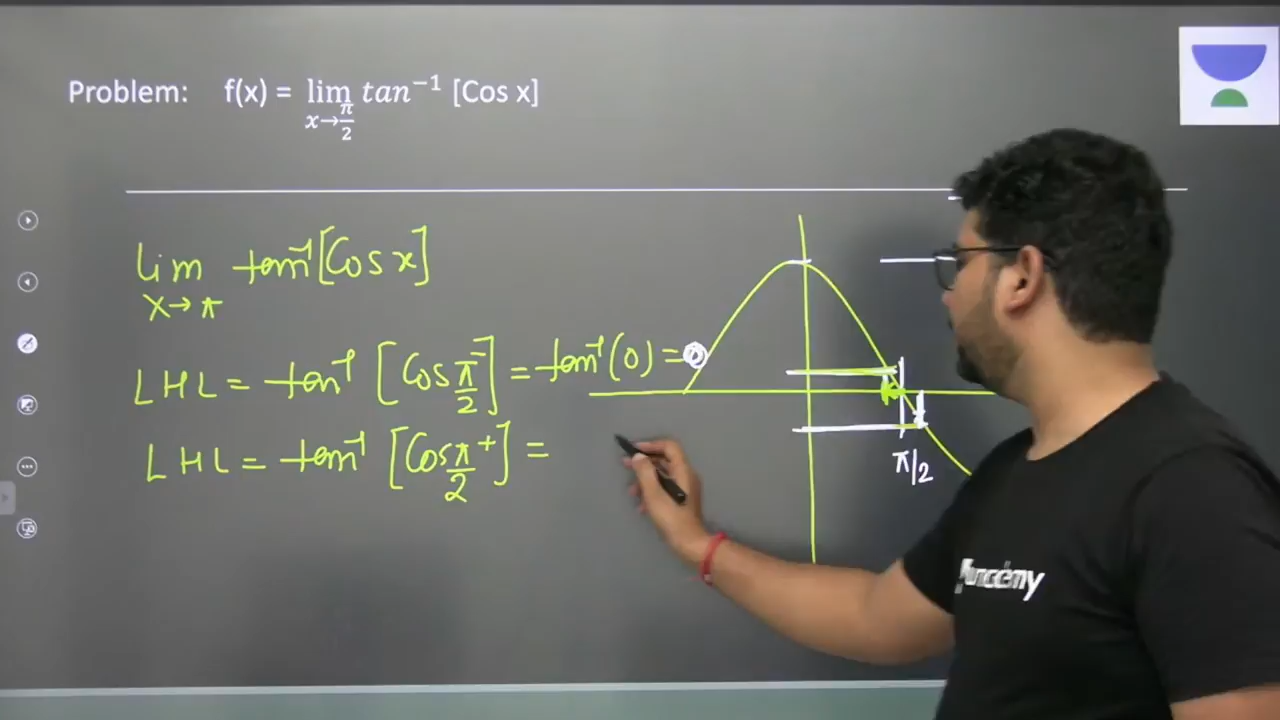 Problem: f(x) = lim x→π/2 tan⁻¹ [Cos x]
lim x→π tan⁻¹[Cos x]
LHL = tan⁻¹ [Cos π/2⁻] = tan⁻¹(0) = 0
LHL = tan⁻¹ [Cos π/2⁺] =
π/2